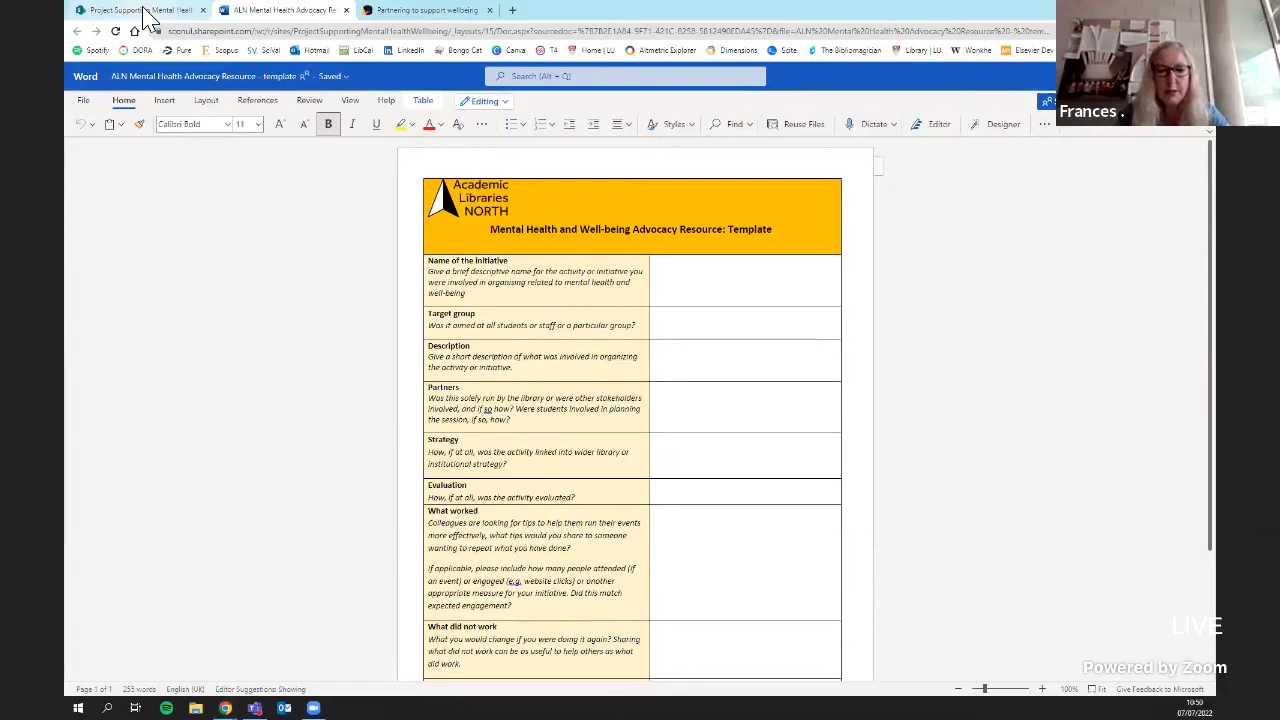 Project Supporting Mental Healt
ALN Mental Health Advocacy Re
Partnering to support wellbeing
sconul.sharepoint.com/:w:/r/sites/ProjectSupportingMentalHealthWellbeing/_layouts/15/Doc.aspx?
Spotify DORA Pure Scopus SciVal Hotmail LibCal LinkedIn Bongo Cat Canva T4 Home | LU Altmetric Explorer Dimensions Scite The Bibliomagician Library | LU Wonkhe Elsevier Dev
Frances .
Word ALN Mental Health Advocacy Resource - template - Saved Search (Alt + Q)
File Home Insert Layout References Review View Help Table Editing
Calibri Bold 11 A A B U A Styles Find Reuse Files Dictate Editor Designer
Academic
Libraries
NORTH
Mental Health and Well-being Advocacy Resource: Template
Name of the initiative
Give a brief descriptive name for the activity or initiative you
were involved in organising related to mental health and
well-being
Target group
Was it aimed at all students or staff or a particular group?
Description
Give a short description of what was involved in organizing
the activity or initiative.
Partners
Was this solely run by the library or were other stakeholders
involved, and if so how? Were students involved in planning
the session, if so, how?
Strategy
How, if at all, was the activity linked into wider library or
institutional strategy?
Evaluation
How, if at all, was the activity evaluated?
What worked
Colleagues are looking for tips to help them run their events
more effectively, what tips would you share to someone
wanting to repeat what you have done?
If applicable, please include how many people attended (if
an event) or engaged (e.g. website clicks) or another
appropriate measure for your initiative. Did this match
expected engagement?
What did not work
What you would change if you were doing it again? Sharing
what did not work can be as useful to help others as what
did work.
LIVE
Powered by Zoom
Page 1 of 1 255 words English (UK) Editor Suggestions: Showing 100% Fit Give Feedback to Microsoft
10:50
07/07/2022